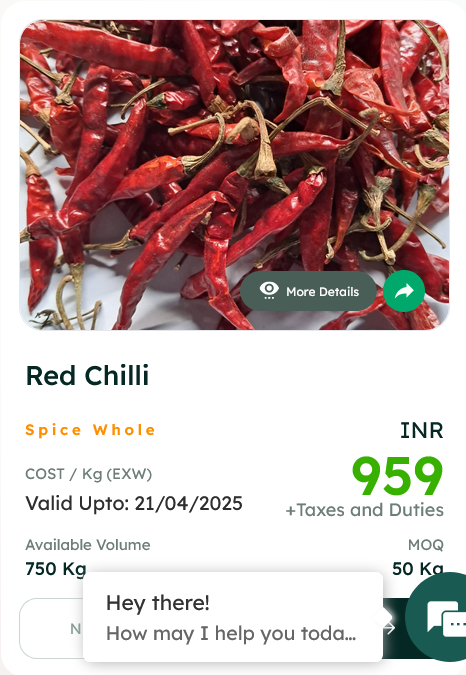 More Details
Red Chilli
Spice Whole
INR
COST / Kg (EXW)
959
Valid Upto: 21/04/2025
+Taxes and Duties
Available Volume
MOQ
750 Kg
50 Kg
Hey there!
How may I help you toda...